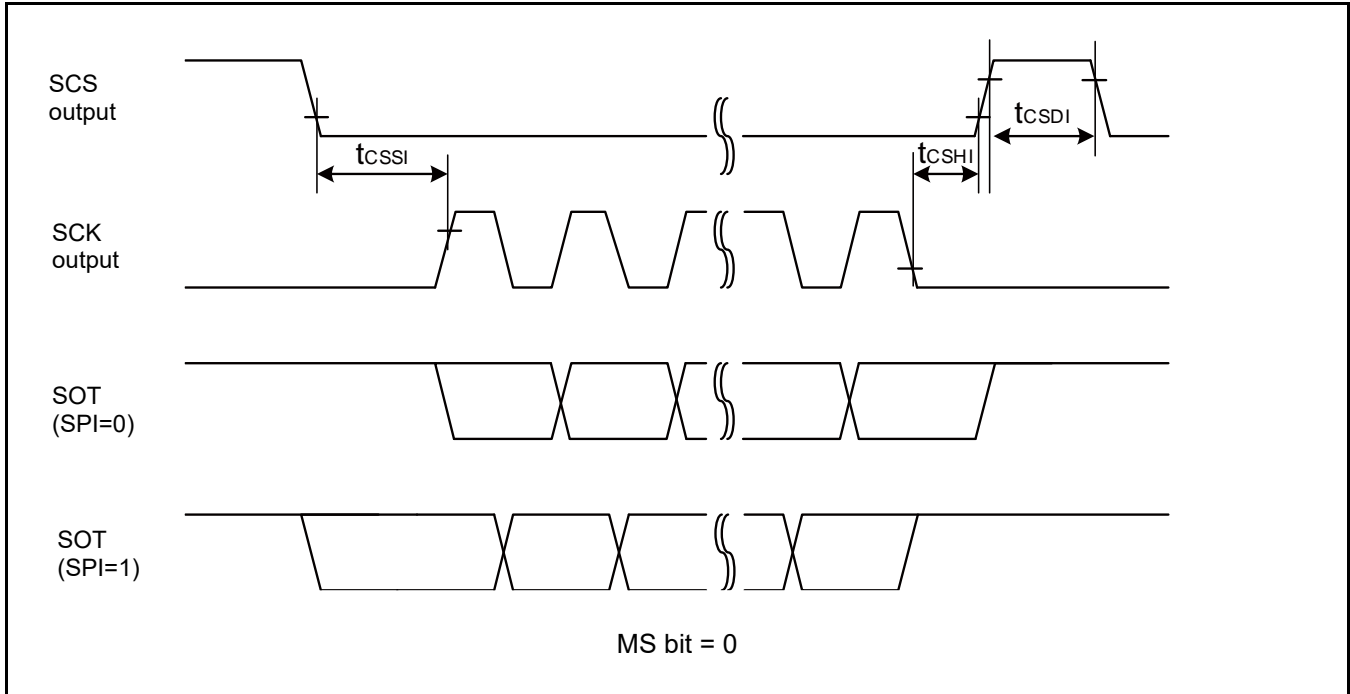 SCS
output
tCSDI
tCSSI
tCSHI
SCK
output
SOT
(SPI=0)
SOT
(SPI=1)
MS bit = 0